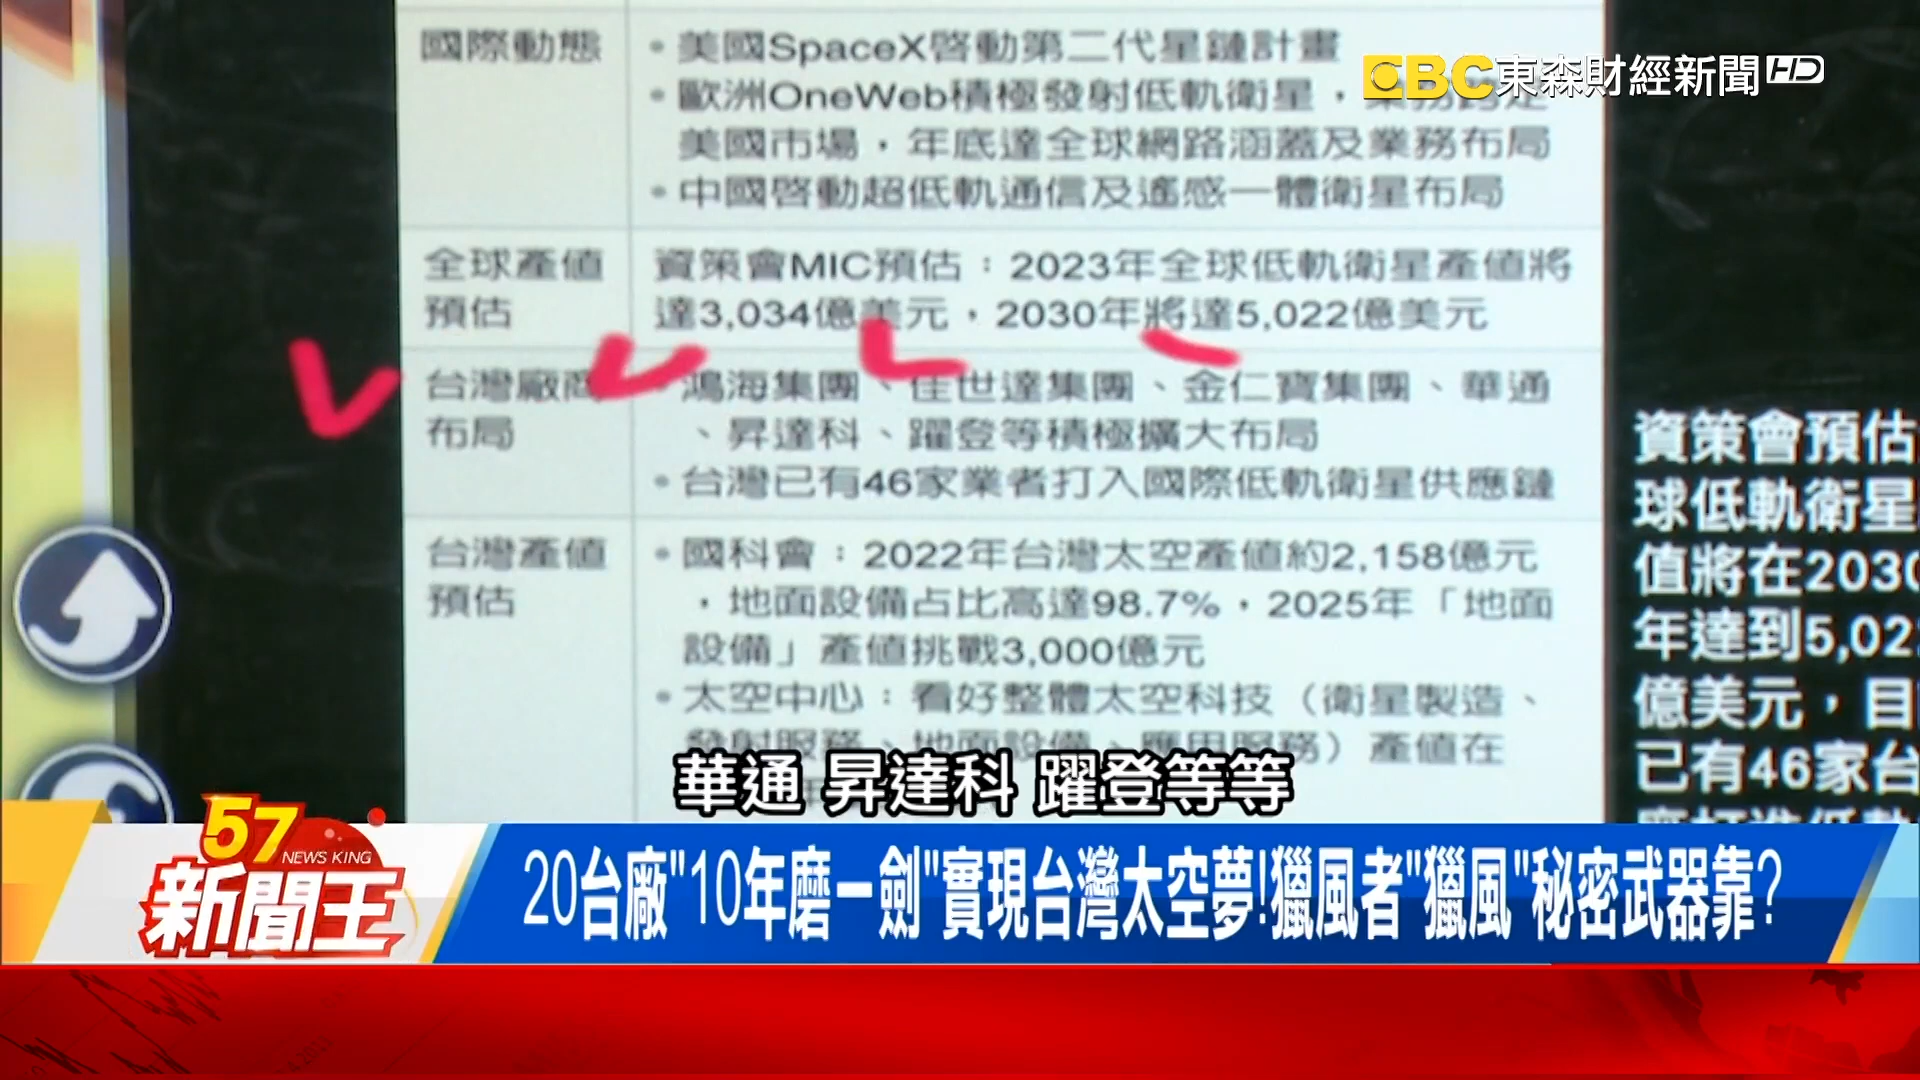 國際動態
• 美國SpaceX啓動第二代星鏈計畫
• 歐洲OneWeb積極發射低軌衛星，
美國市場，年底達全球網路涵蓋及業務布局
• 中國啓動超低軌通信及遙感一體衛星布局
EBC東森財經新聞HD
全球產值
預估
資策會MIC預估：2023年全球低軌衛星產值將
達3,034億美元，2030年將達5,022億美元
台灣廠商
布局
鴻海集團、佳世達集團、金仁寶集團、華通
、昇達科、躍登等積極擴大布局
• 台灣已有46家業者打入國際低軌衛星供應鏈
台灣產值
預估
• 國科會：2022年台灣太空產值約2,158億元
，地面設備占比高達98.7%，2025年「地面
設備」產值挑戰3,000億元
• 太空中心：看好整體太空科技（衛星製造、
發射服務、地面設備、應用服務）產值在
資策會預估
球低軌衛星
值將在2030
年達到5,022
億美元，目
已有46家台
華通 昇達科 躍登等等
57
NEWS KING
新聞王
20台廠"10年磨一劍"實現台灣太空夢!獵風者"獵風"秘密武器靠?